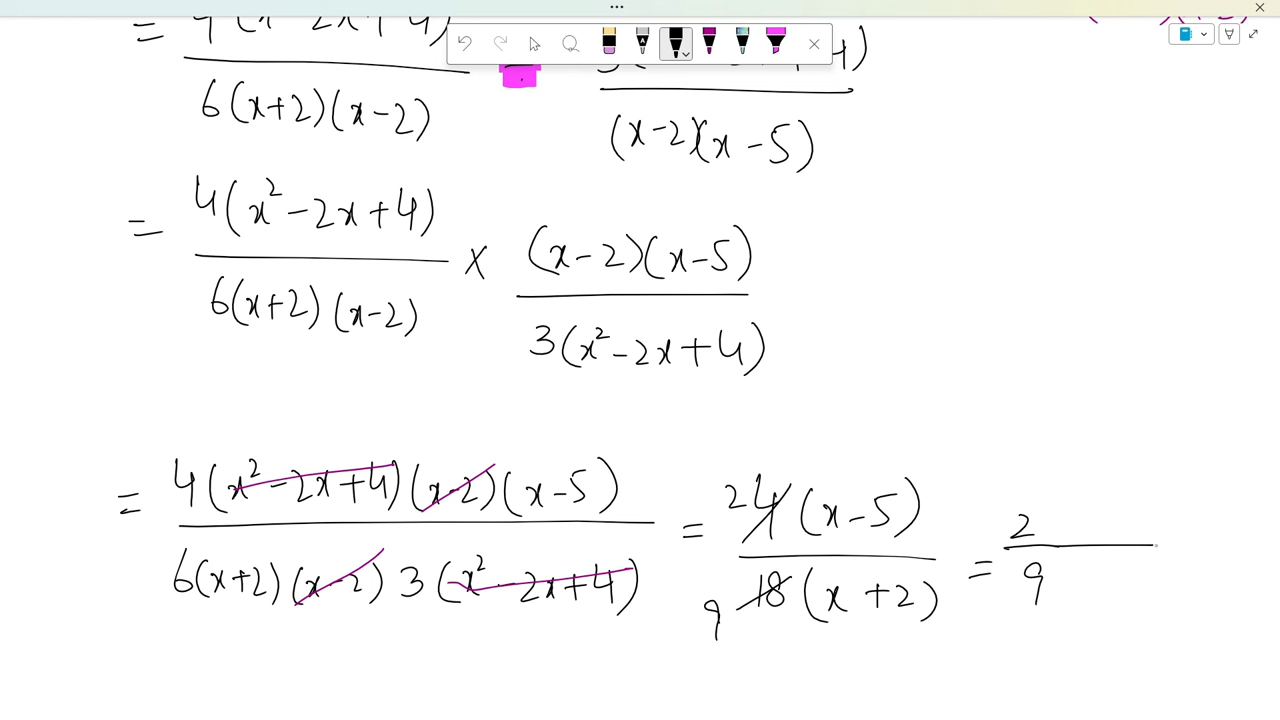 =
6(x+2)(x-2)
(x-2)(x-5)
= 4(x²-2x+4) / 6(x+2)(x-2) × (x-2)(x-5) / 3(x²-2x+4)
= 4(x²-2x+4)(x-2)(x-5) / 6(x+2)(x-2)3(x²-2x+4) = 2 4(x-5) / 9 18(x+2) = 2 / 9